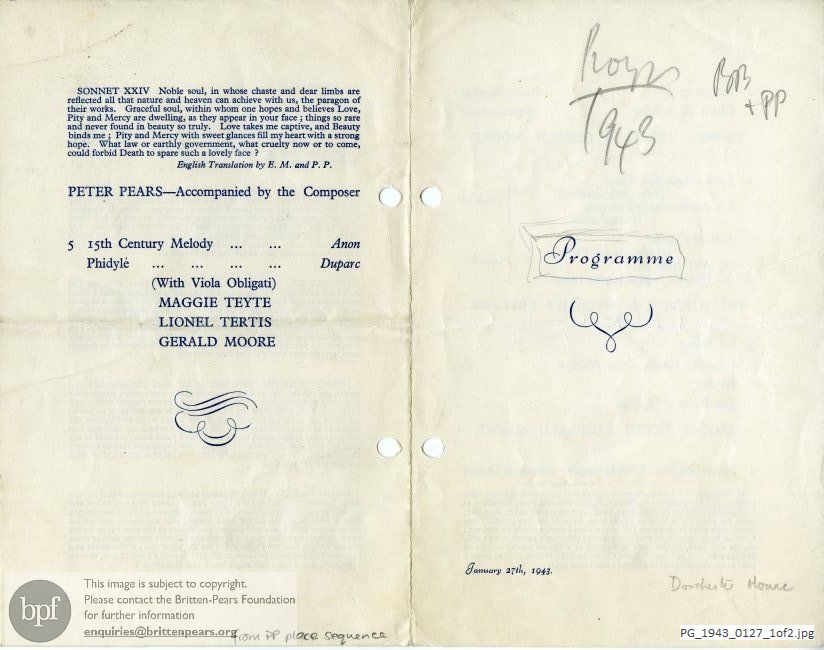 SONNET XXIV Noble soul, in whose chaste and dear limbs are
reflected all that nature and heaven can achieve with us, the paragon of
their works. Graceful soul, within whom one hopes and believes Love,
Pity and Mercy are dwelling, as they appear in your face ; things so rare
and never found in beauty so truly. Love takes me captive, and Beauty
binds me ; Pity and Mercy with sweet glances fill my heart with a strong
hope. What law or earthly government, what cruelty now or to come,
could forbid Death to spare such a lovely face ?
English Translation by E. M. and P. P.
PETER PEARS—Accompanied by the Composer
5 15th Century Melody ... ... Anon
Phidylé ... ... ... ... Duparc
(With Viola Obligati)
MAGGIE TEYTE
LIONEL TERTIS
GERALD MOORE
bpf
This image is subject to copyright.
Please contact the Britten-Pears Foundation
for further information
enquiries@brittenpears.org
from PP place sequence
1943
BB
+ PP
Programme
January 27th, 1943.
Dorchester House
PG_1943_0127_1of2.jpg